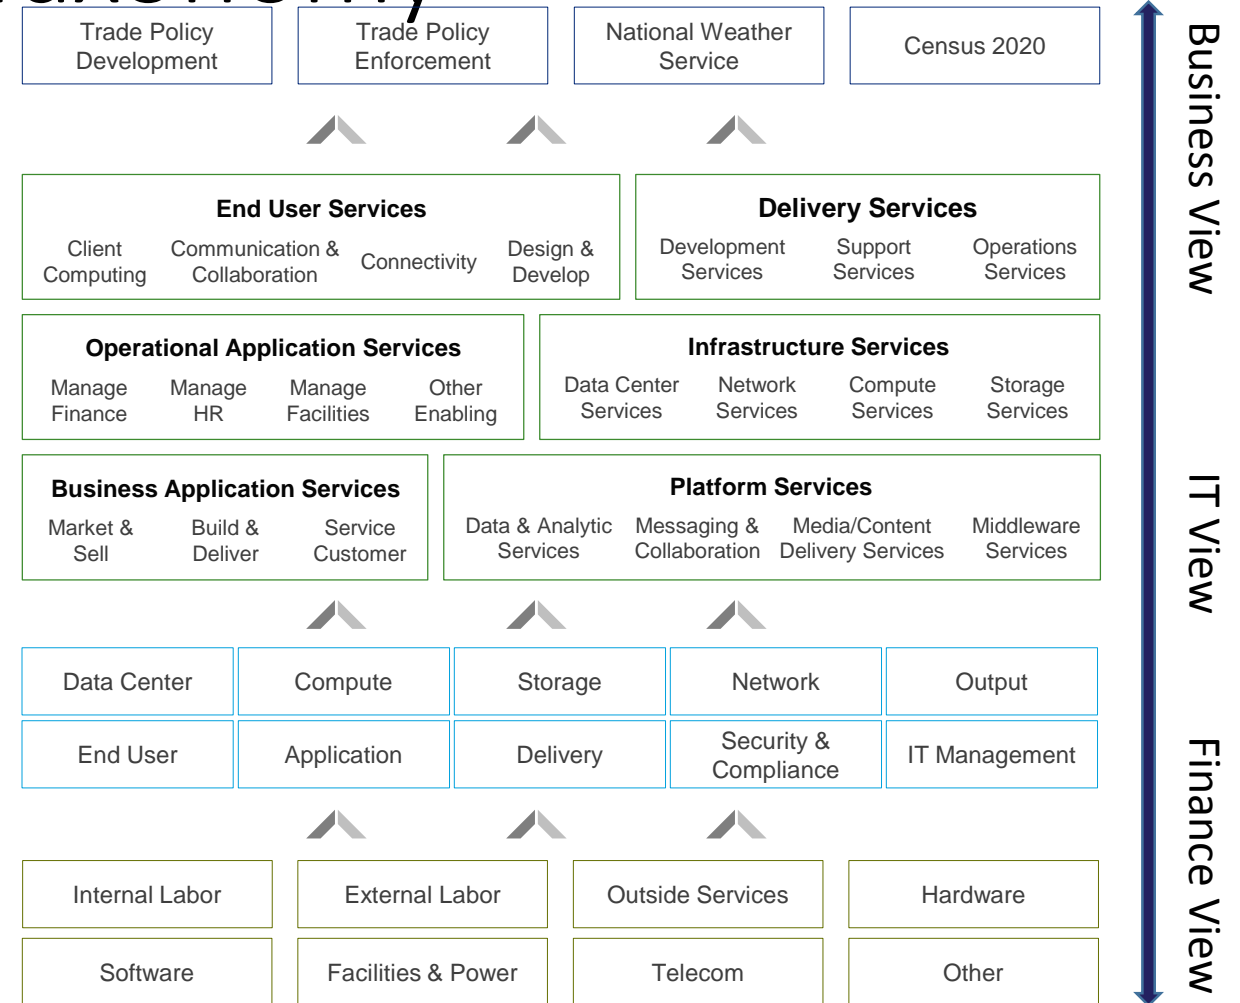 Trade Policy
Development
Trade Policy
Enforcement
National Weather
Service
Census 2020
Business View
End User Services
Client
Computing
Communication &
Collaboration
Connectivity
Design &
Develop
Delivery Services
Development
Services
Support
Services
Operations
Services
Operational Application Services
Manage
Finance
Manage
HR
Manage
Facilities
Other
Enabling
Infrastructure Services
Data Center
Services
Network
Services
Compute
Services
Storage
Services
Business Application Services
Market &
Sell
Build &
Deliver
Service
Customer
Platform Services
Data & Analytic
Services
Messaging &
Collaboration
Media/Content
Delivery Services
Middleware
Services
IT View
Data Center
Compute
Storage
Network
Output
End User
Application
Delivery
Security &
Compliance
IT Management
Finance View
Internal Labor
External Labor
Outside Services
Hardware
Software
Facilities & Power
Telecom
Other